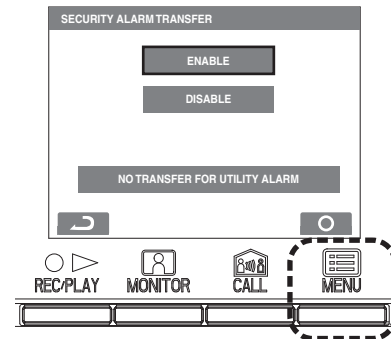 SECURITY ALARM TRANSFER
ENABLE
DISABLE
NO TRANSFER FOR UTILITY ALARM
REC/PLAY MONITOR CALL MENU